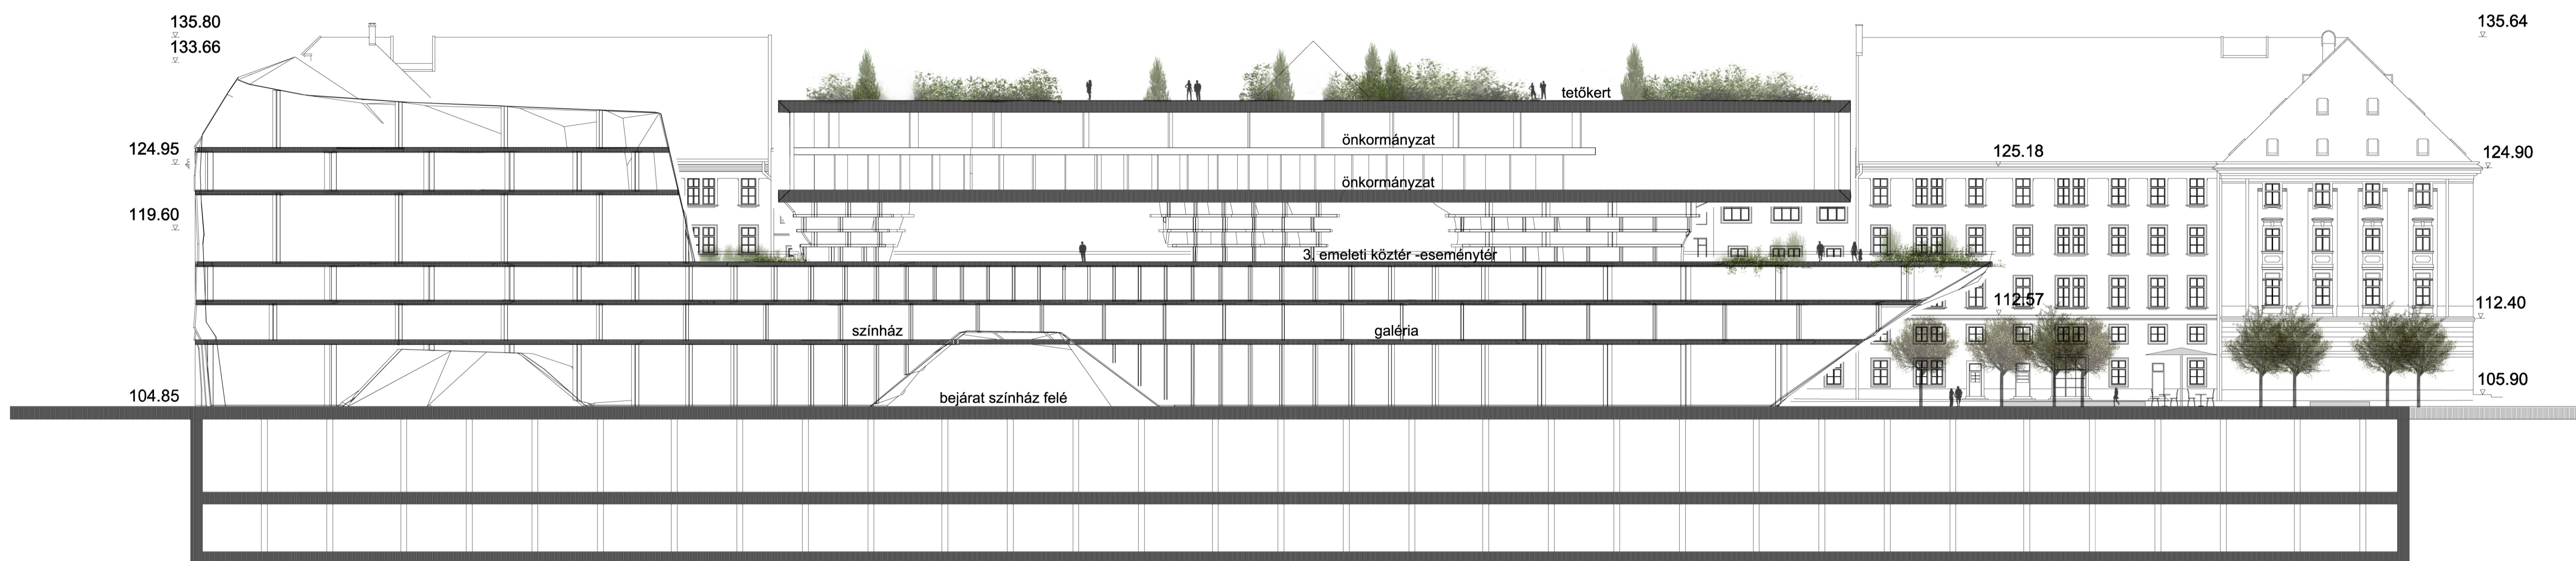 135.80
133.66
124.95
119.60
104.85
tetőkert
önkormányzat
önkormányzat
3. emeleti köztér -eseménytér
színház
galéria
bejárat színház felé
125.18
112.57
135.64
124.90
112.40
105.90